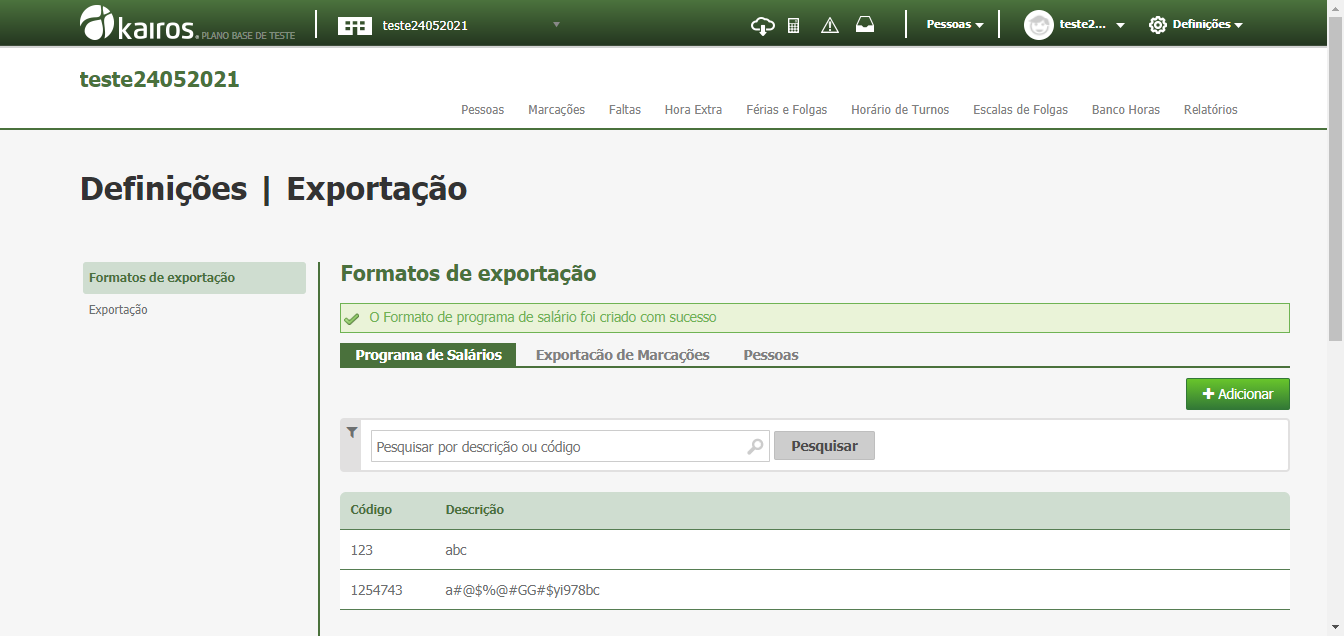 kairos. PLANO BASE DE TESTE teste24052021 Pessoas teste2... Definições
teste24052021
Pessoas Marcações Faltas Hora Extra Férias e Folgas Horário de Turnos Escalas de Folgas Banco Horas Relatórios
Definições | Exportação
Formatos de exportação
Exportação
Formatos de exportação
O Formato de programa de salário foi criado com sucesso
Programa de Salários Exportacão de Marcações Pessoas
+ Adicionar
Pesquisar por descrição ou código Pesquisar
Código Descrição
123 abc
1254743 a#@$%@#GG#$yi978bc